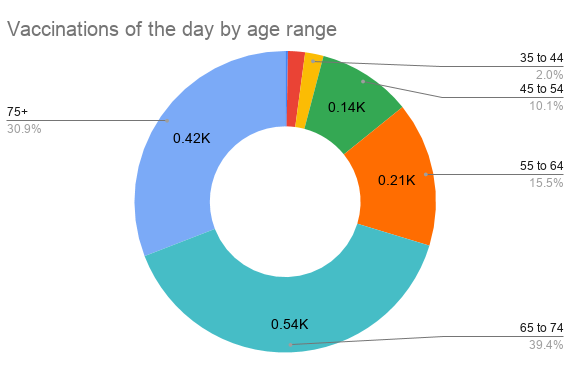 Vaccinations of the day by age range
35 to 44
2.0%
45 to 54
10.1%
75+
30.9%
0.14K
0.42K
55 to 64
15.5%
0.21K
0.54K
65 to 74
39.4%